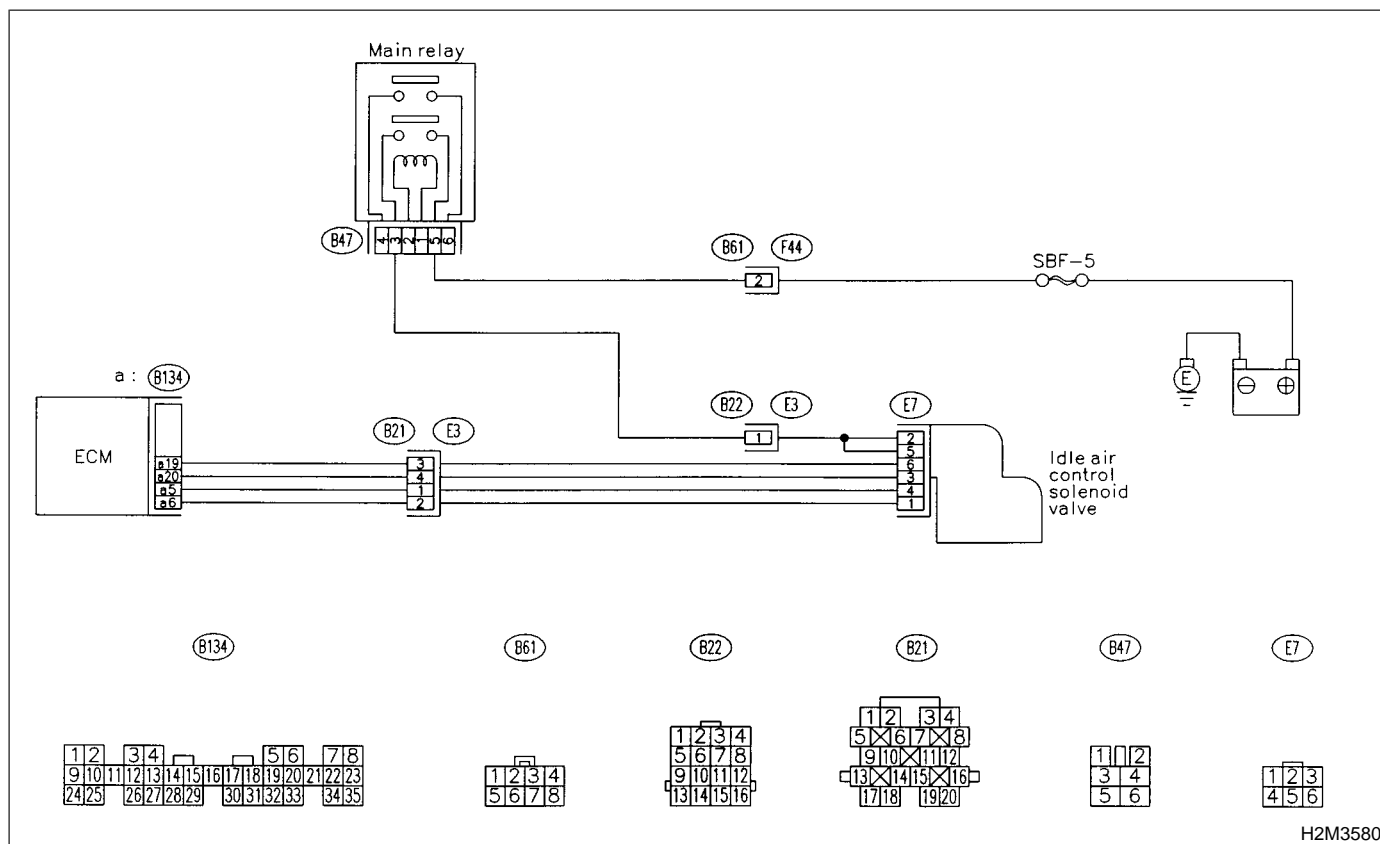 Main relay
B47
4 3 2 1 5 6
B61 F44
2
SBF-5
E
a : B134
ECM
a19
a20
a5
a6
B21 E3
3
4
1
2
B22 E3
1
E7
2
5
6
3
4
1
Idle air
control
solenoid
valve
B134
1 2 3 4 5 6 7 8
9 10 11 12 13 14 15 16 17 18 19 20 21 22 23
24 25 26 27 28 29 30 31 32 33 34 35
B61
1 2 3 4
5 6 7 8
B22
1 2 3 4
5 6 7 8
9 10 11 12
13 14 15 16
B21
1 2 3 4
5 6 7 8
9 10 11 12
13 14 15 16
17 18 19 20
B47
1 2
3 4
5 6
E7
1 2 3
4 5 6
H2M3580